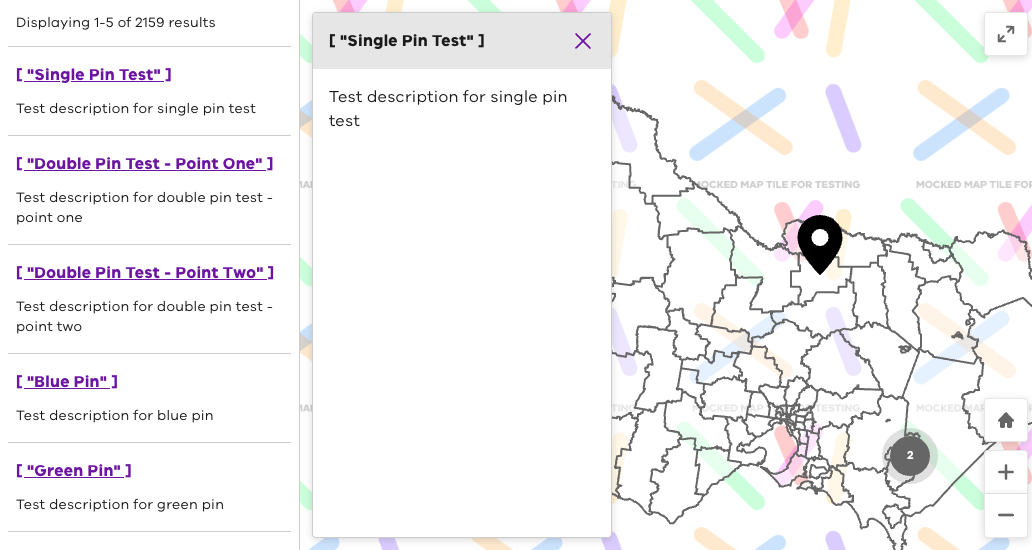 Displaying 1-5 of 2159 results
[ "Single Pin Test" ]
Test description for single pin test
[ "Double Pin Test - Point One" ]
Test description for double pin test -
point one
[ "Double Pin Test - Point Two" ]
Test description for double pin test -
point two
[ "Blue Pin" ]
Test description for blue pin
[ "Green Pin" ]
Test description for green pin
[ "Single Pin Test" ]
Test description for single pin
test
MOCKED MAP TILE FOR TESTING
MOCKED MAP TILE FOR
MOCKED MAP TILE FOR TESTING
MOCKED
2